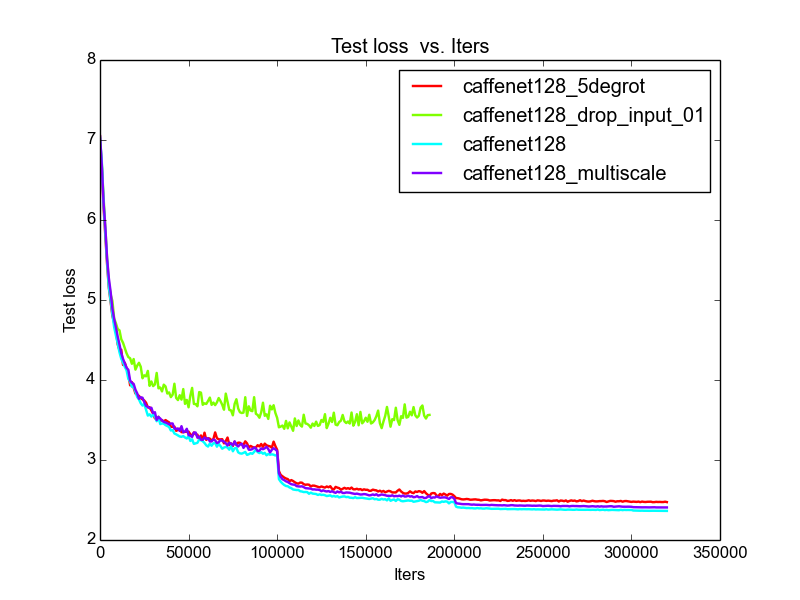 Test loss  vs. Iters
8
7
6
5
4
3
2
Test loss
caffenet128_5degrot
caffenet128_drop_input_01
caffenet128
caffenet128_multiscale
0 50000 100000 150000 200000 250000 300000 350000
Iters